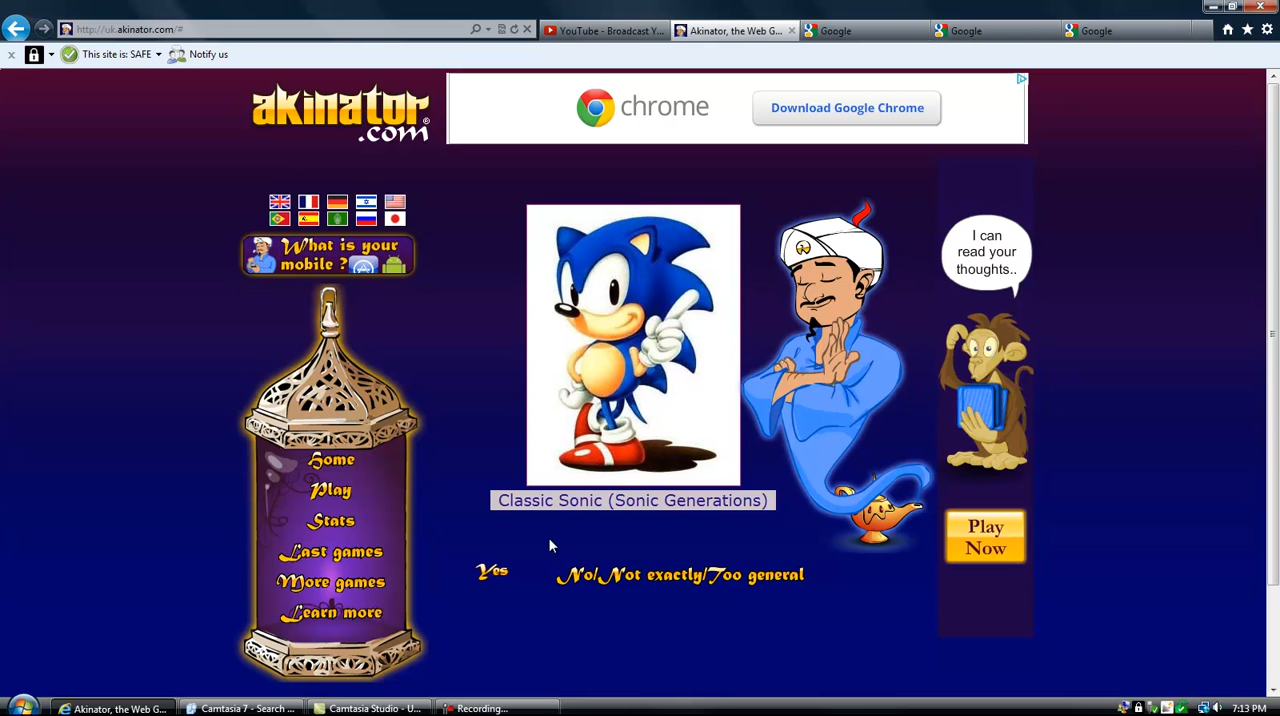 http://uk.akinator.com/#
YouTube - Broadcast Y...
Akinator, the Web G...
Google
Google
Google
This site is: SAFE
Notify us
akinator
.com
chrome
Download Google Chrome
What is your
mobile ?
I can
read your
thoughts..
Home
Play
Stats
Last games
More games
Learn more
Classic Sonic (Sonic Generations)
Yes
No/Not exactly/Too general
Play
Now
Akinator, the Web G...
Camtasia 7 - Search ...
Camtasia Studio - U...
Recording...
7:13 PM